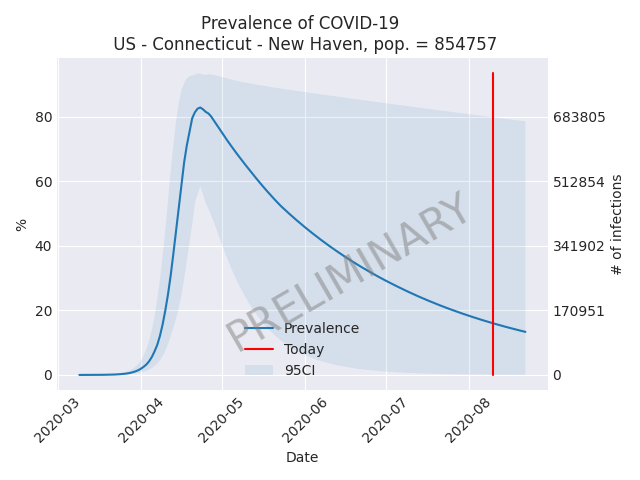 Prevalence of COVID-19
US - Connecticut - New Haven, pop. = 854757
%
80
60
40
20
0
683805
512854
341902
170951
0
# of infections
PRELIMINARY
Prevalence
Today
95CI
2020-03
2020-04
2020-05
2020-06
2020-07
2020-08
Date